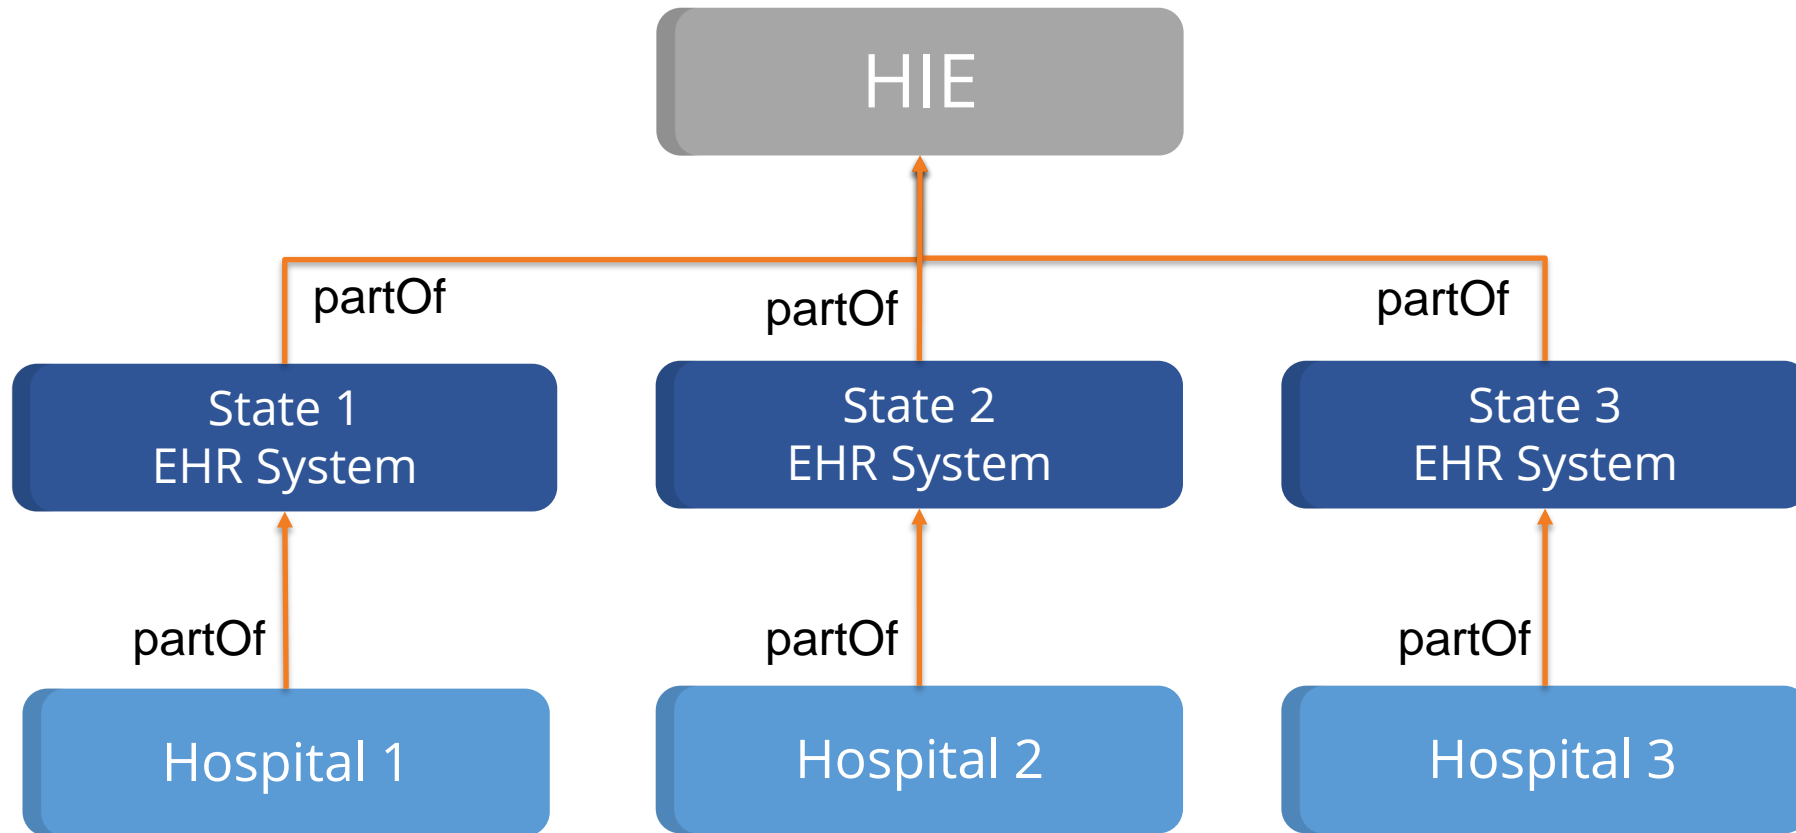 HIE
partOf
partOf
partOf
State 1
EHR System
State 2
EHR System
State 3
EHR System
partOf
partOf
partOf
Hospital 1
Hospital 2
Hospital 3